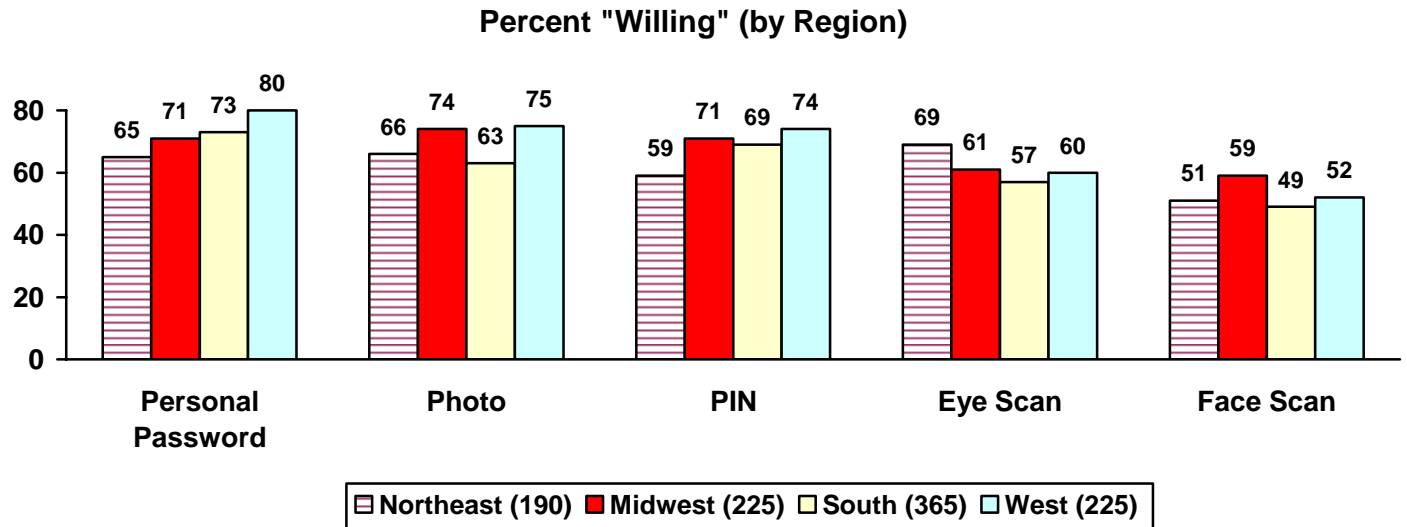 Percent "Willing" (by Region)
65 71 73 80 66 74 63 75 59 71 69 74 69 61 57 60 51 59 49 52
80
60
40
20
0
Personal Password Photo PIN Eye Scan Face Scan
Northeast (190) Midwest (225) South (365) West (225)